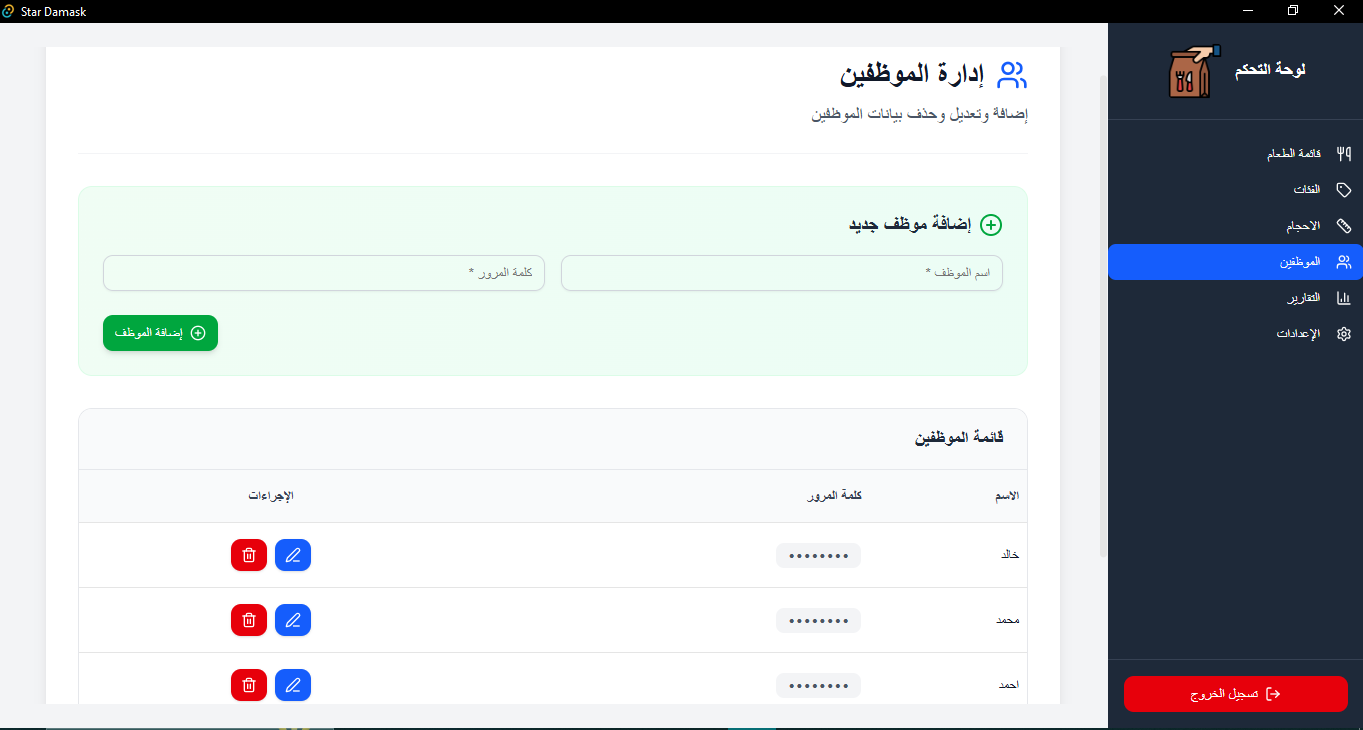 Star Damask
لوحة التحكم
قائمة الطعام
الفئات
الاحجام
الموظفين
التقارير
الإعدادات
تسجيل الخروج
إدارة الموظفين
إضافة وتعديل وحذف بيانات الموظفين
إضافة موظف جديد
اسم الموظف *
كلمة المرور *
إضافة الموظف
قائمة الموظفين
الاسم كلمة المرور الإجراءات
خالد ••••••••
محمد ••••••••
احمد ••••••••